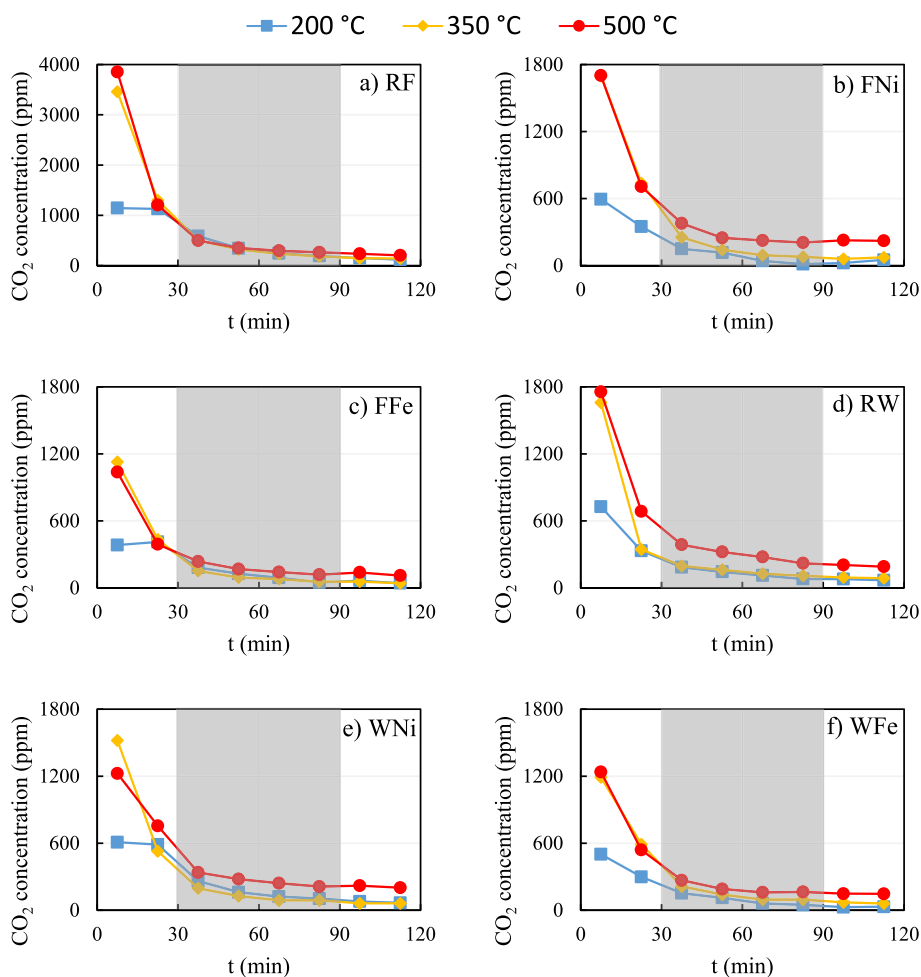 200 °C 350 °C 500 °C
CO2 concentration (ppm)
4000
3000
2000
1000
0
a) RF
0 30 60 90 120
t (min)
CO2 concentration (ppm)
1800
1200
600
0
b) FNi
0 30 60 90 120
t (min)
CO2 concentration (ppm)
1800
1200
600
0
c) FFe
0 30 60 90 120
t (min)
CO2 concentration (ppm)
1800
1200
600
0
d) RW
0 30 60 90 120
t (min)
CO2 concentration (ppm)
1800
1200
600
0
e) WNi
0 30 60 90 120
t (min)
CO2 concentration (ppm)
1800
1200
600
0
f) WFe
0 30 60 90 120
t (min)